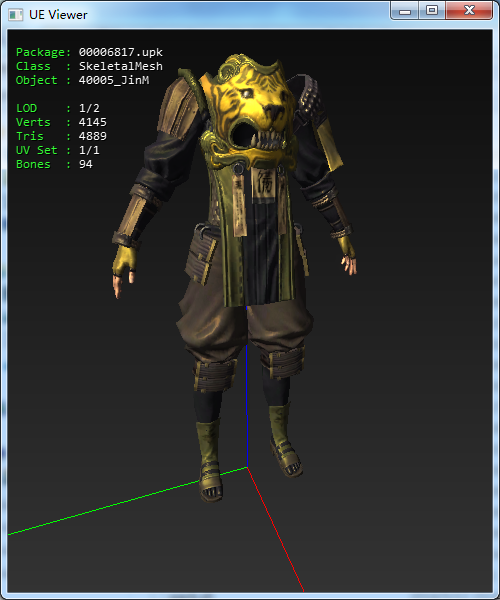 UE Viewer
Package: 00006817.upk
Class : SkeletalMesh
Object : 40005_JinM
LOD : 1/2
Verts : 4145
Tris : 4889
UV Set : 1/1
Bones : 94